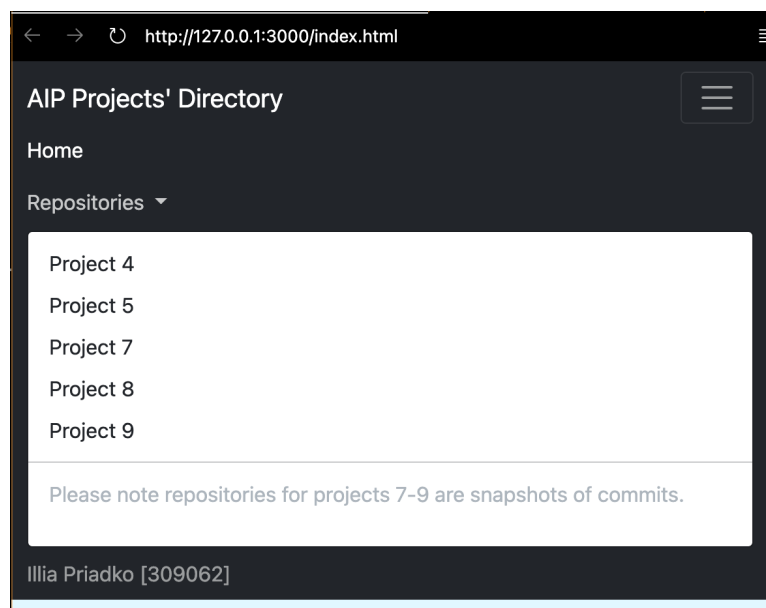 http://127.0.0.1:3000/index.html
AIP Projects' Directory
Home
Repositories
Project 4
Project 5
Project 7
Project 8
Project 9
Please note repositories for projects 7-9 are snapshots of commits.
Illia Priadko [309062]